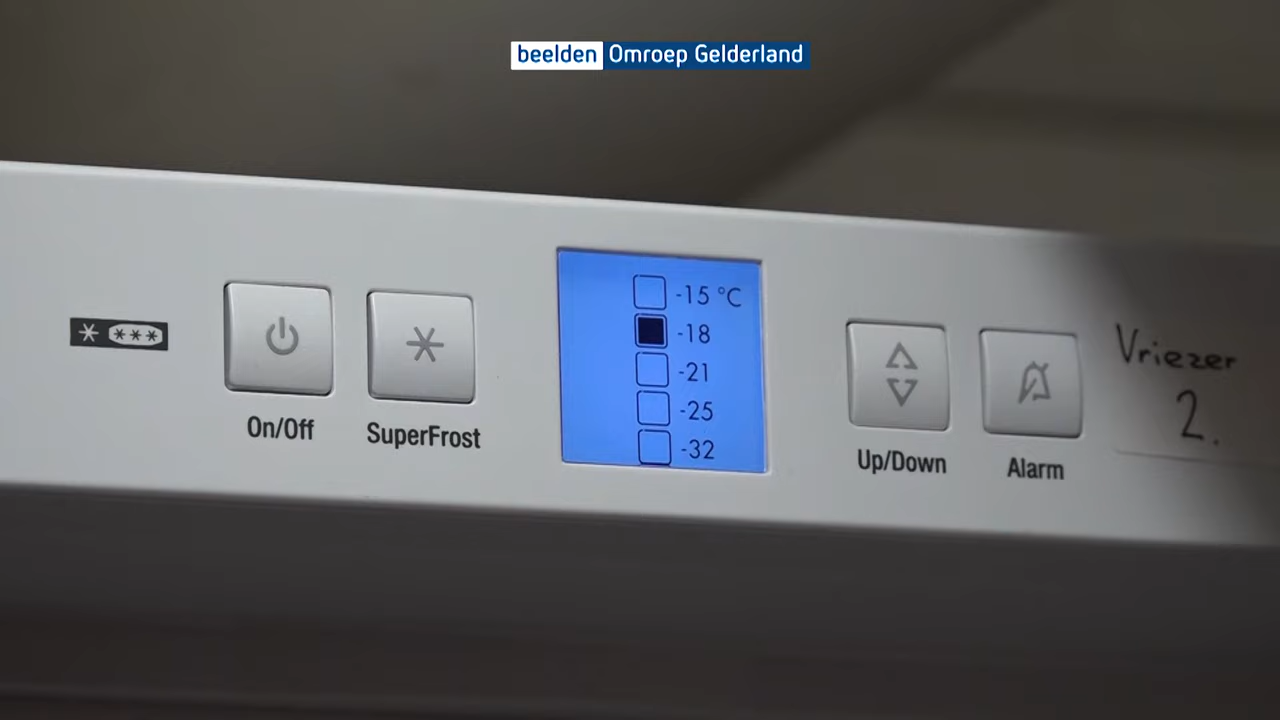 beelden Omroep Gelderland
-15 °C
-18
-21
-25
-32
On/Off
SuperFrost
Up/Down
Alarm
Vriezer
2.